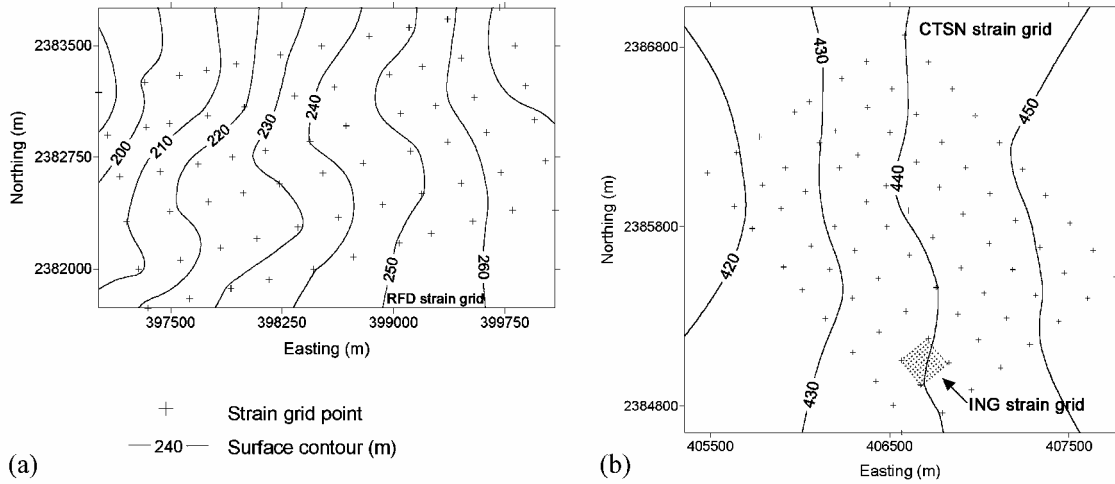 2383500
2382750
2382000
Northing (m)
200
210
220
230
240
250
260
RFD strain grid
397500
398250
399000
399750
Easting (m)
Strain grid point
240
Surface contour (m)
(a)
CTSN strain grid
2386800
2385800
2384800
Northing (m)
430
450
440
420
430
ING strain grid
405500
406500
407500
Easting (m)
(b)